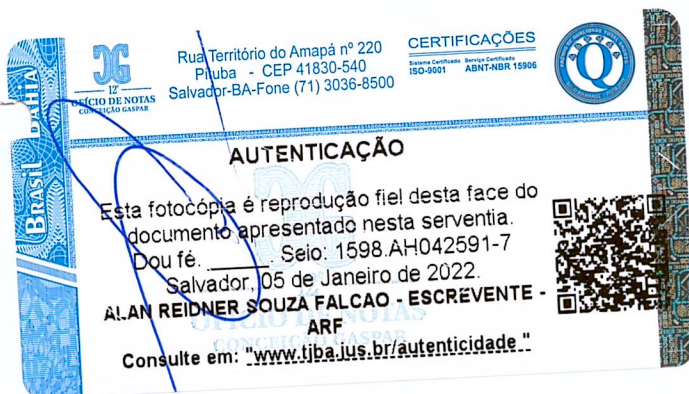 BRASIL BAHIA
CG
12º
OFÍCIO DE NOTAS
CONCEIÇÃO GASPAR
Rua Território do Amapá nº 220
Pituba - CEP 41830-540
Salvador-BA-Fone (71) 3036-8500
CERTIFICAÇÕES
Sistema Certificado Serviço Certificado
ISO-9001 ABNT-NBR 15906
Q
AUTENTICAÇÃO
Esta fotocópia é reprodução fiel desta face do
documento apresentado nesta serventia.
Dou fé. ______. Selo: 1598.AH042591-7
Salvador, 05 de Janeiro de 2022.
ALAN REIDNER SOUZA FALCAO - ESCREVENTE -
ARF
OFÍCIO DE NOTAS
CONCEIÇÃO GASPAR
Consulte em: "www.tjba.jus.br/autenticidade "